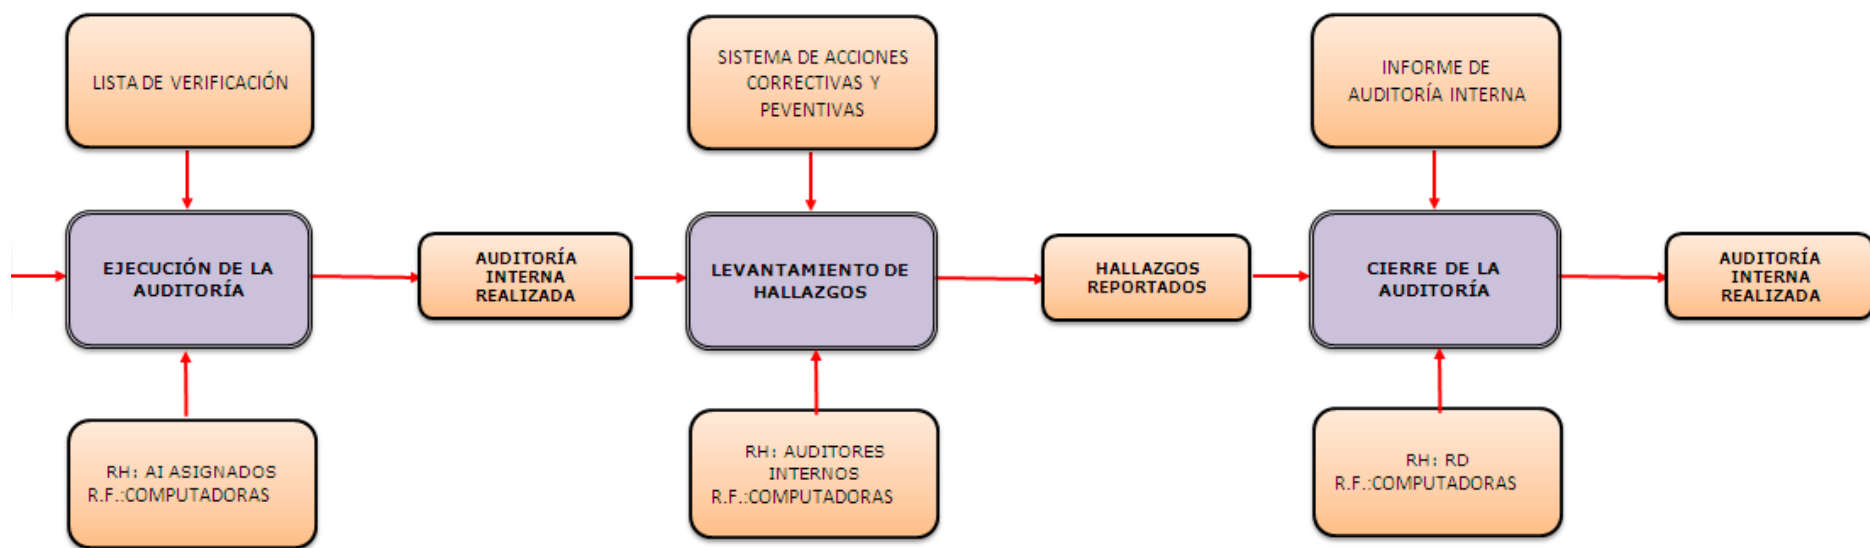 LISTA DE VERIFICACIÓN
SISTEMA DE ACCIONES
CORRECTIVAS Y
PEVENTIVAS
INFORME DE
AUDITORÍA INTERNA
EJECUCIÓN DE LA
AUDITORÍA
AUDITORÍA
INTERNA
REALIZADA
LEVANTAMIENTO DE
HALLAZGOS
HALLAZGOS
REPORTADOS
CIERRE DE LA
AUDITORÍA
AUDITORÍA
INTERNA
REALIZADA
RH: AI ASIGNADOS
R.F.:COMPUTADORAS
RH: AUDITORES
INTERNOS
R.F.:COMPUTADORAS
RH: RD
R.F.:COMPUTADORAS